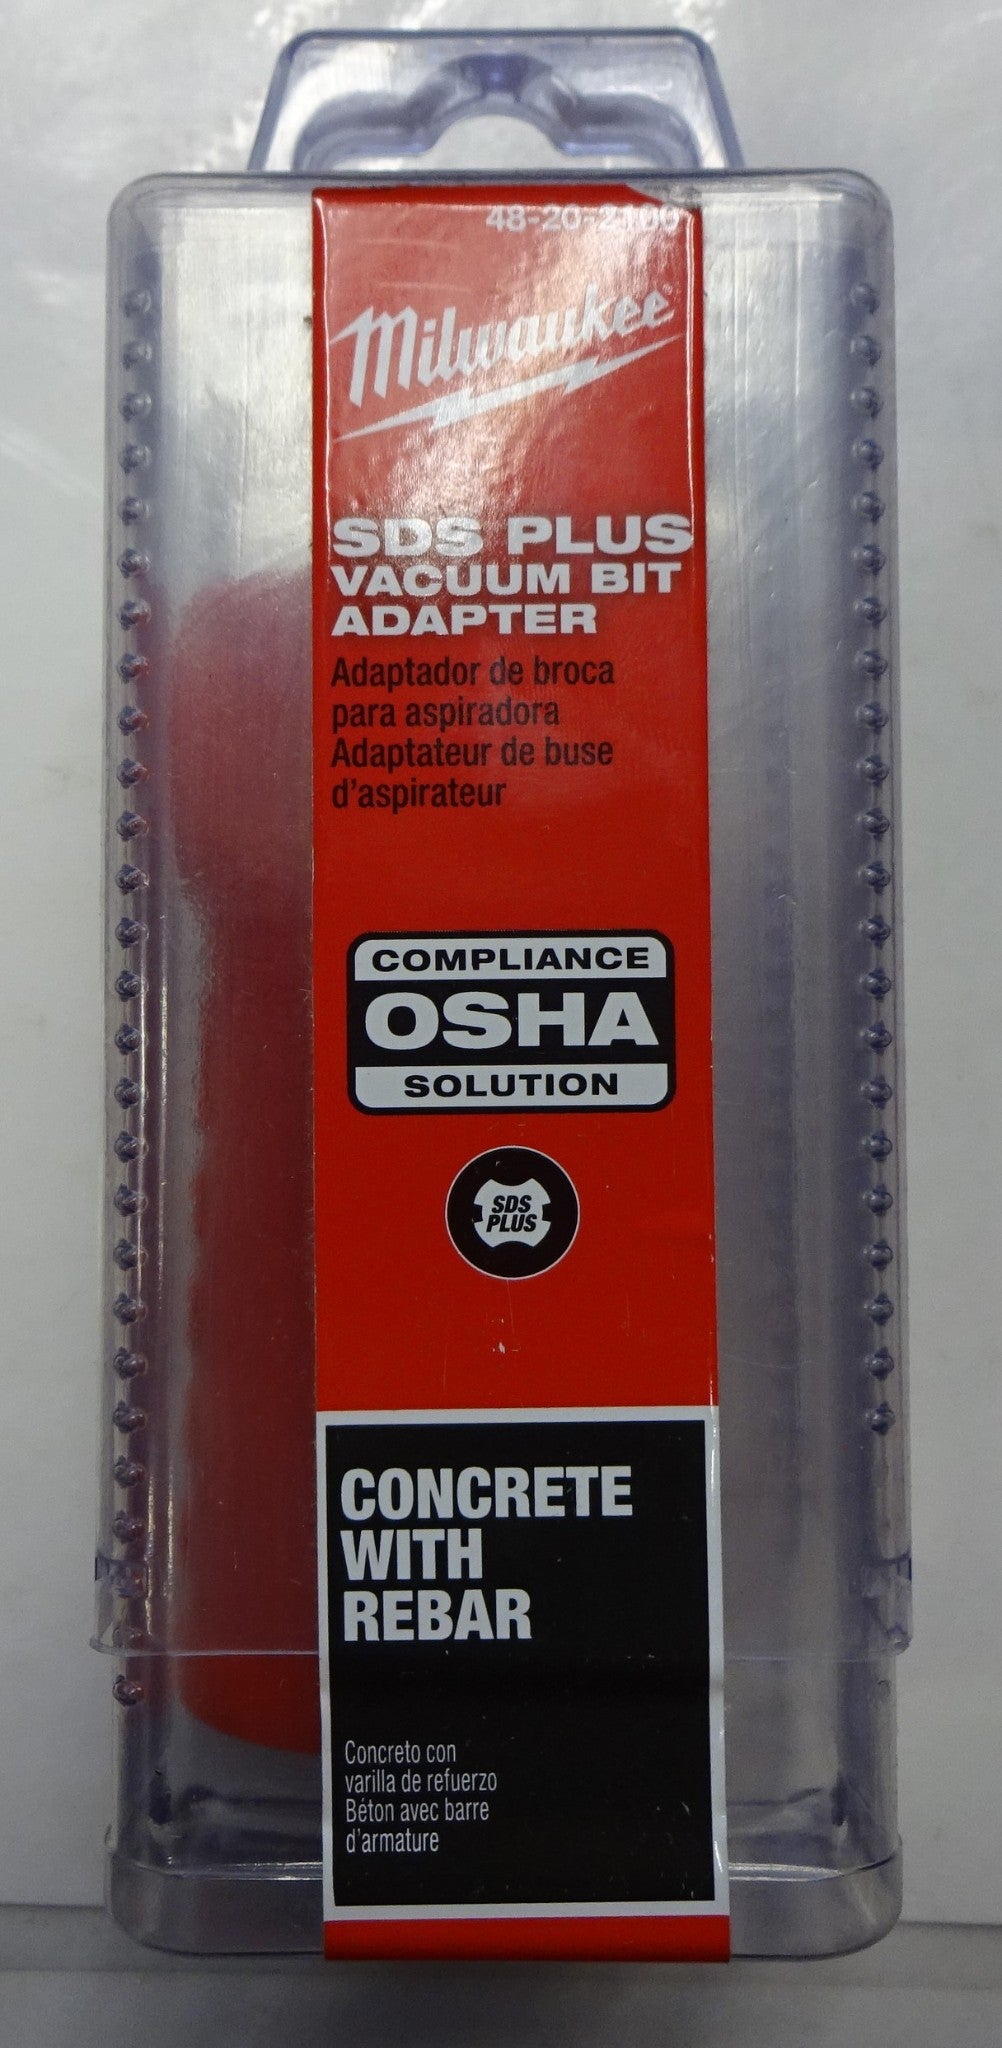 48-20-2100
Milwaukee
SDS PLUS
VACUUM BIT
ADAPTER
Adaptador de broca
para aspiradora
Adaptateur de buse
d'aspirateur
COMPLIANCE
OSHA
SOLUTION
SDS
PLUS
CONCRETE
WITH
REBAR
Concreto con
varilla de refuerzo
Béton avec barre
d'armature